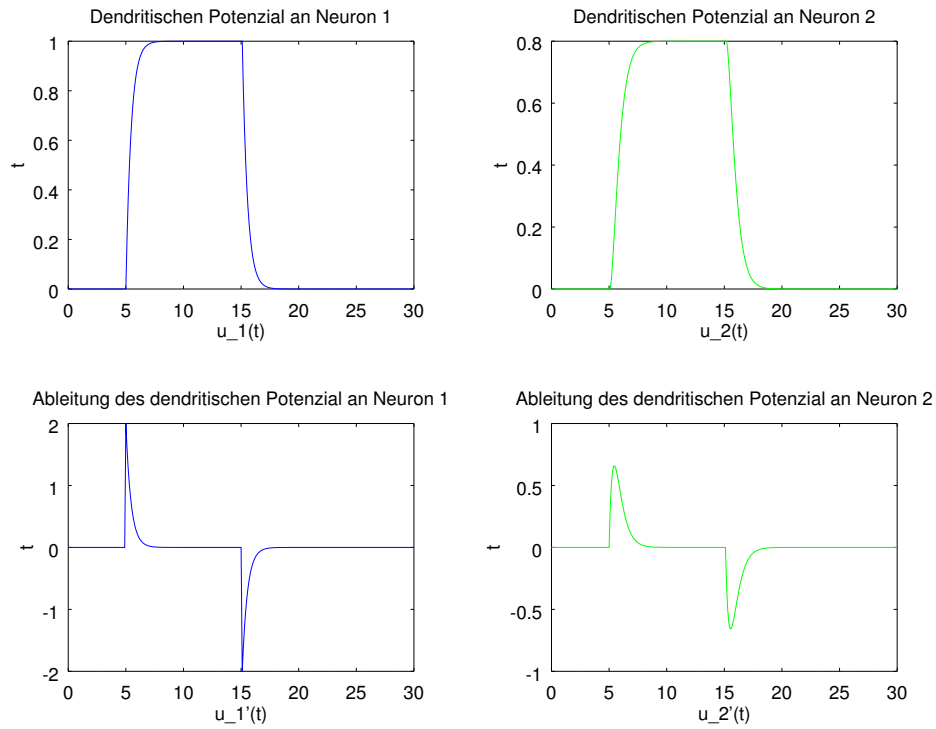 Dendritischen Potenzial an Neuron 1
1
0.8
0.6
0.4
0.2
0
t
0 5 10 15 20 25 30
u_1(t)
Dendritischen Potenzial an Neuron 2
0.8
0.6
0.4
0.2
0
t
0 5 10 15 20 25 30
u_2(t)
Ableitung des dendritischen Potenzial an Neuron 1
2
1
0
-1
-2
t
0 5 10 15 20 25 30
u_1'(t)
Ableitung des dendritischen Potenzial an Neuron 2
1
0.5
0
-0.5
-1
t
0 5 10 15 20 25 30
u_2'(t)